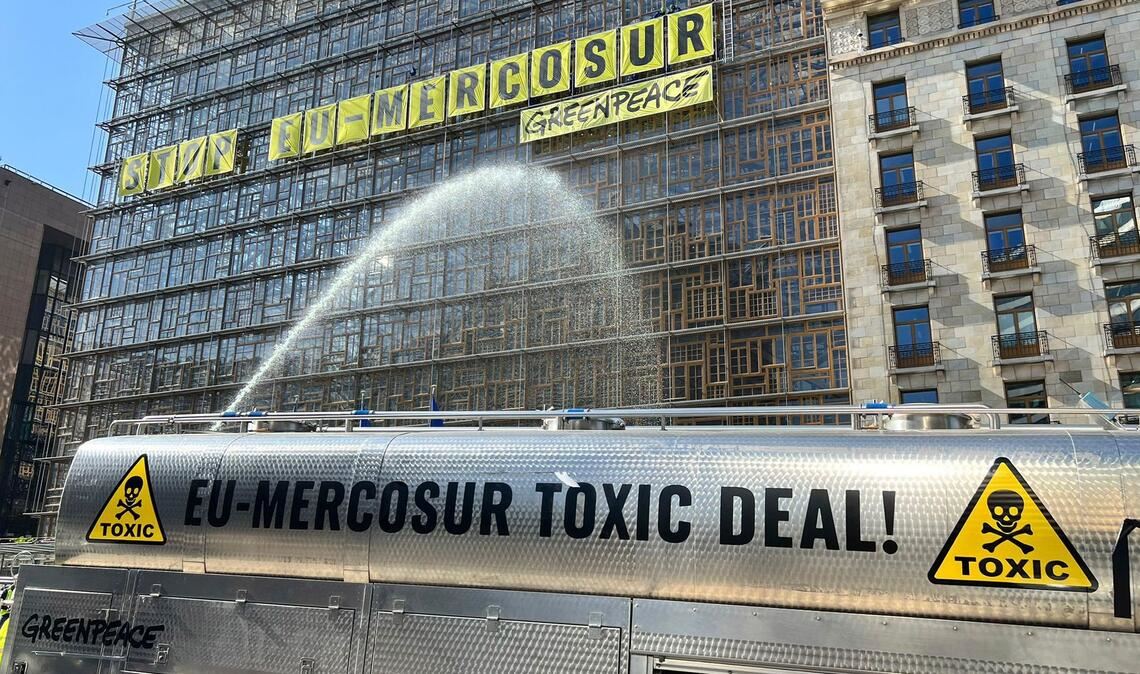 STOP EU-MERCOSUR
GREENPEACE
EU-MERCOSUR TOXIC DEAL!
TOXIC
TOXIC
GREENPEACE